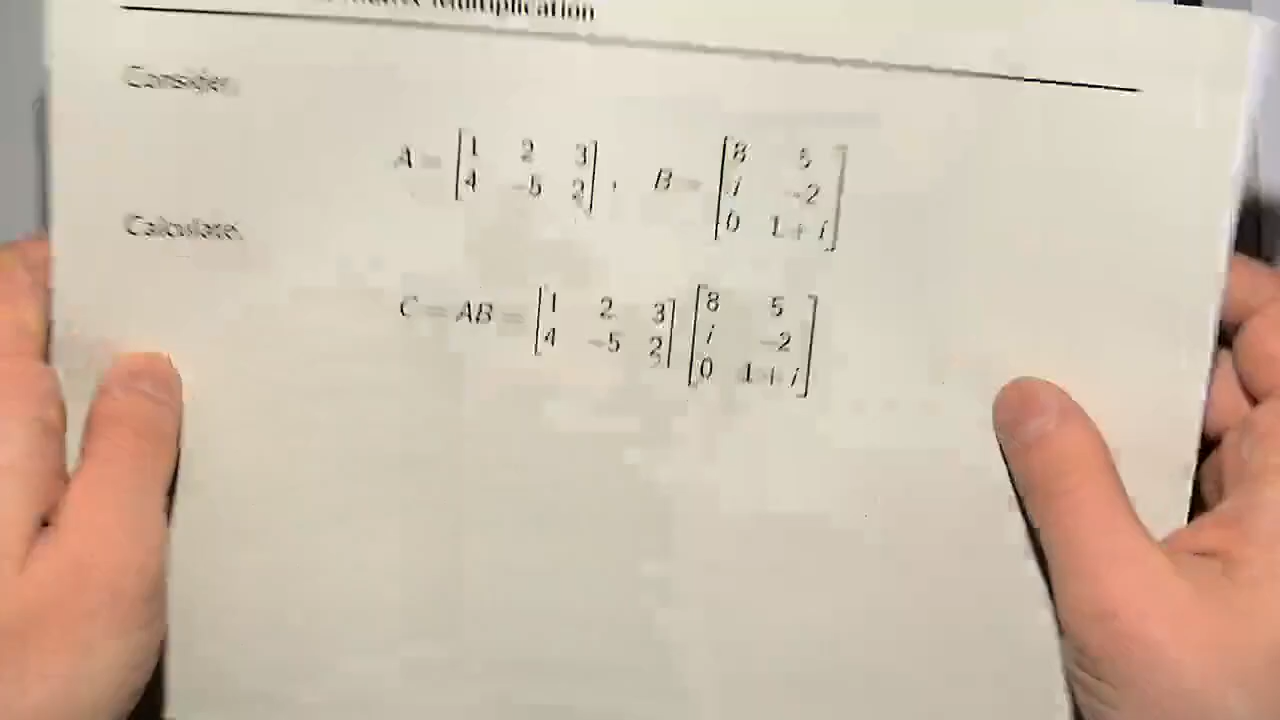 Multiplication
Consider:
A = [1 2 3; 4 -5 2], B = [8 5; i -2; 0 1 + i]
Calculate:
C = AB = [1 2 3; 4 -5 2] [8 5; i -2; 0 1 + i]